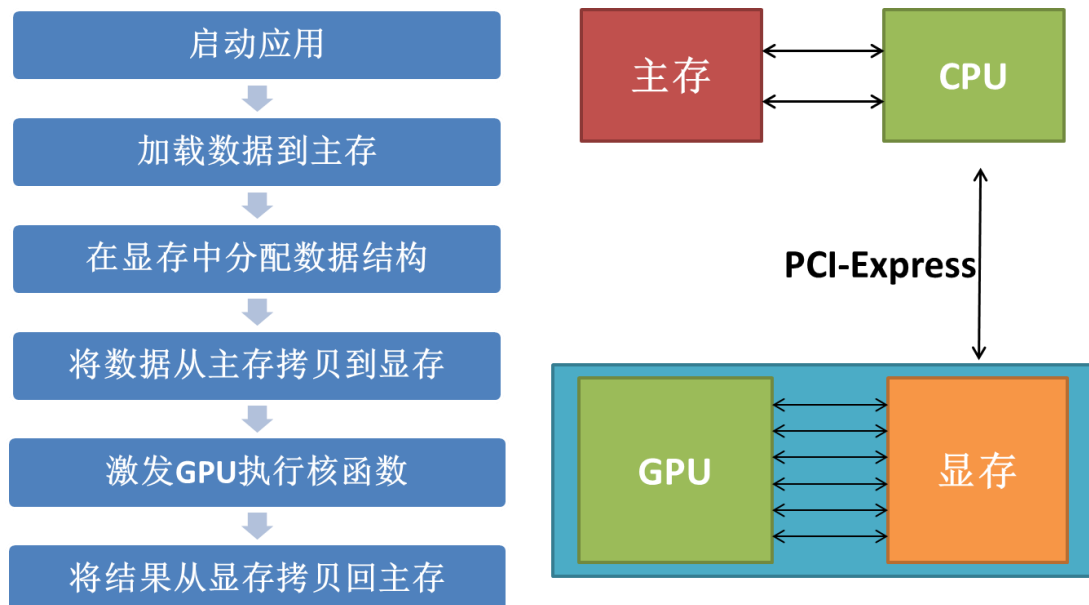 启动应用
加载数据到主存
在显存中分配数据结构
将数据从主存拷贝到显存
激发GPU执行核函数
将结果从显存拷贝回主存
主存
CPU
PCI-Express
GPU
显存